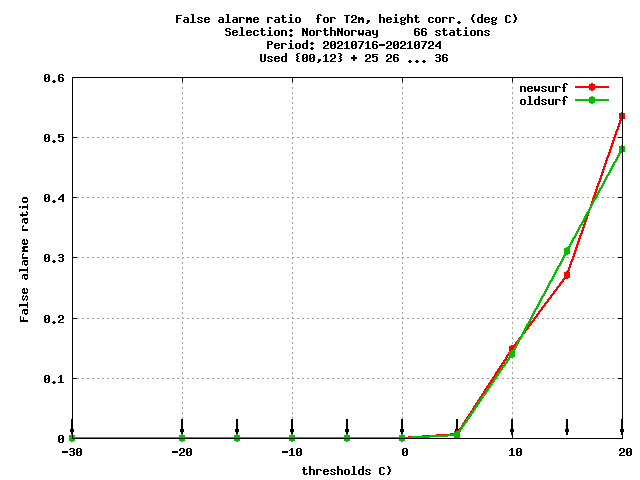 False alarme ratio  for T2m, height corr. (deg C)
Selection: NorthNorway     66 stations
Period: 20210716-20210724
Used {00,12} + 25 26 ... 36
0.6
newsurf
oldsurf
0.5
0.4
0.3
0.2
0.1
0
False alarme ratio
-30 -20 -10 0 10 20
thresholds C)